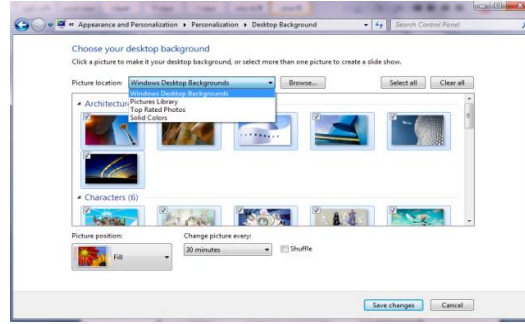 « Appearance and Personalization ▸ Personalization ▸ Desktop Background
Search Control Panel
Choose your desktop background
Click a picture to make it your desktop background, or select more than one picture to create a slide show.
Picture location: Windows Desktop Backgrounds Browse... Select all Clear all
Windows Desktop Backgrounds
Pictures Library
Top Rated Photos
Solid Colors
Architectur
Characters (6)
Picture position: Change picture every:
Fill 30 minutes Shuffle
Save changes Cancel